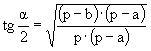 tg α/2 = √((p−b)·(p−a) / p·(p−a))